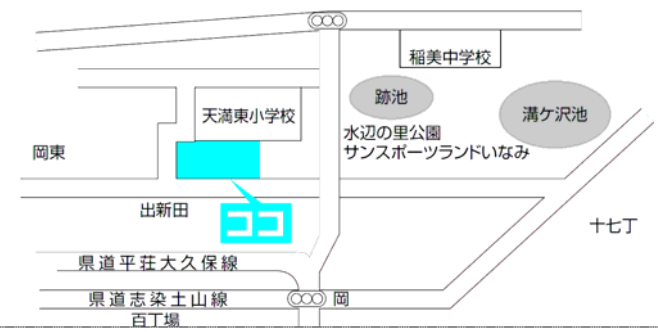 稲美中学校
跡池
天満東小学校
溝ケ沢池
水辺の里公園
サンスポーツランドいなみ
岡東
出新田
ココ
十七丁
県道平荘大久保線
県道志染土山線
岡
百丁場